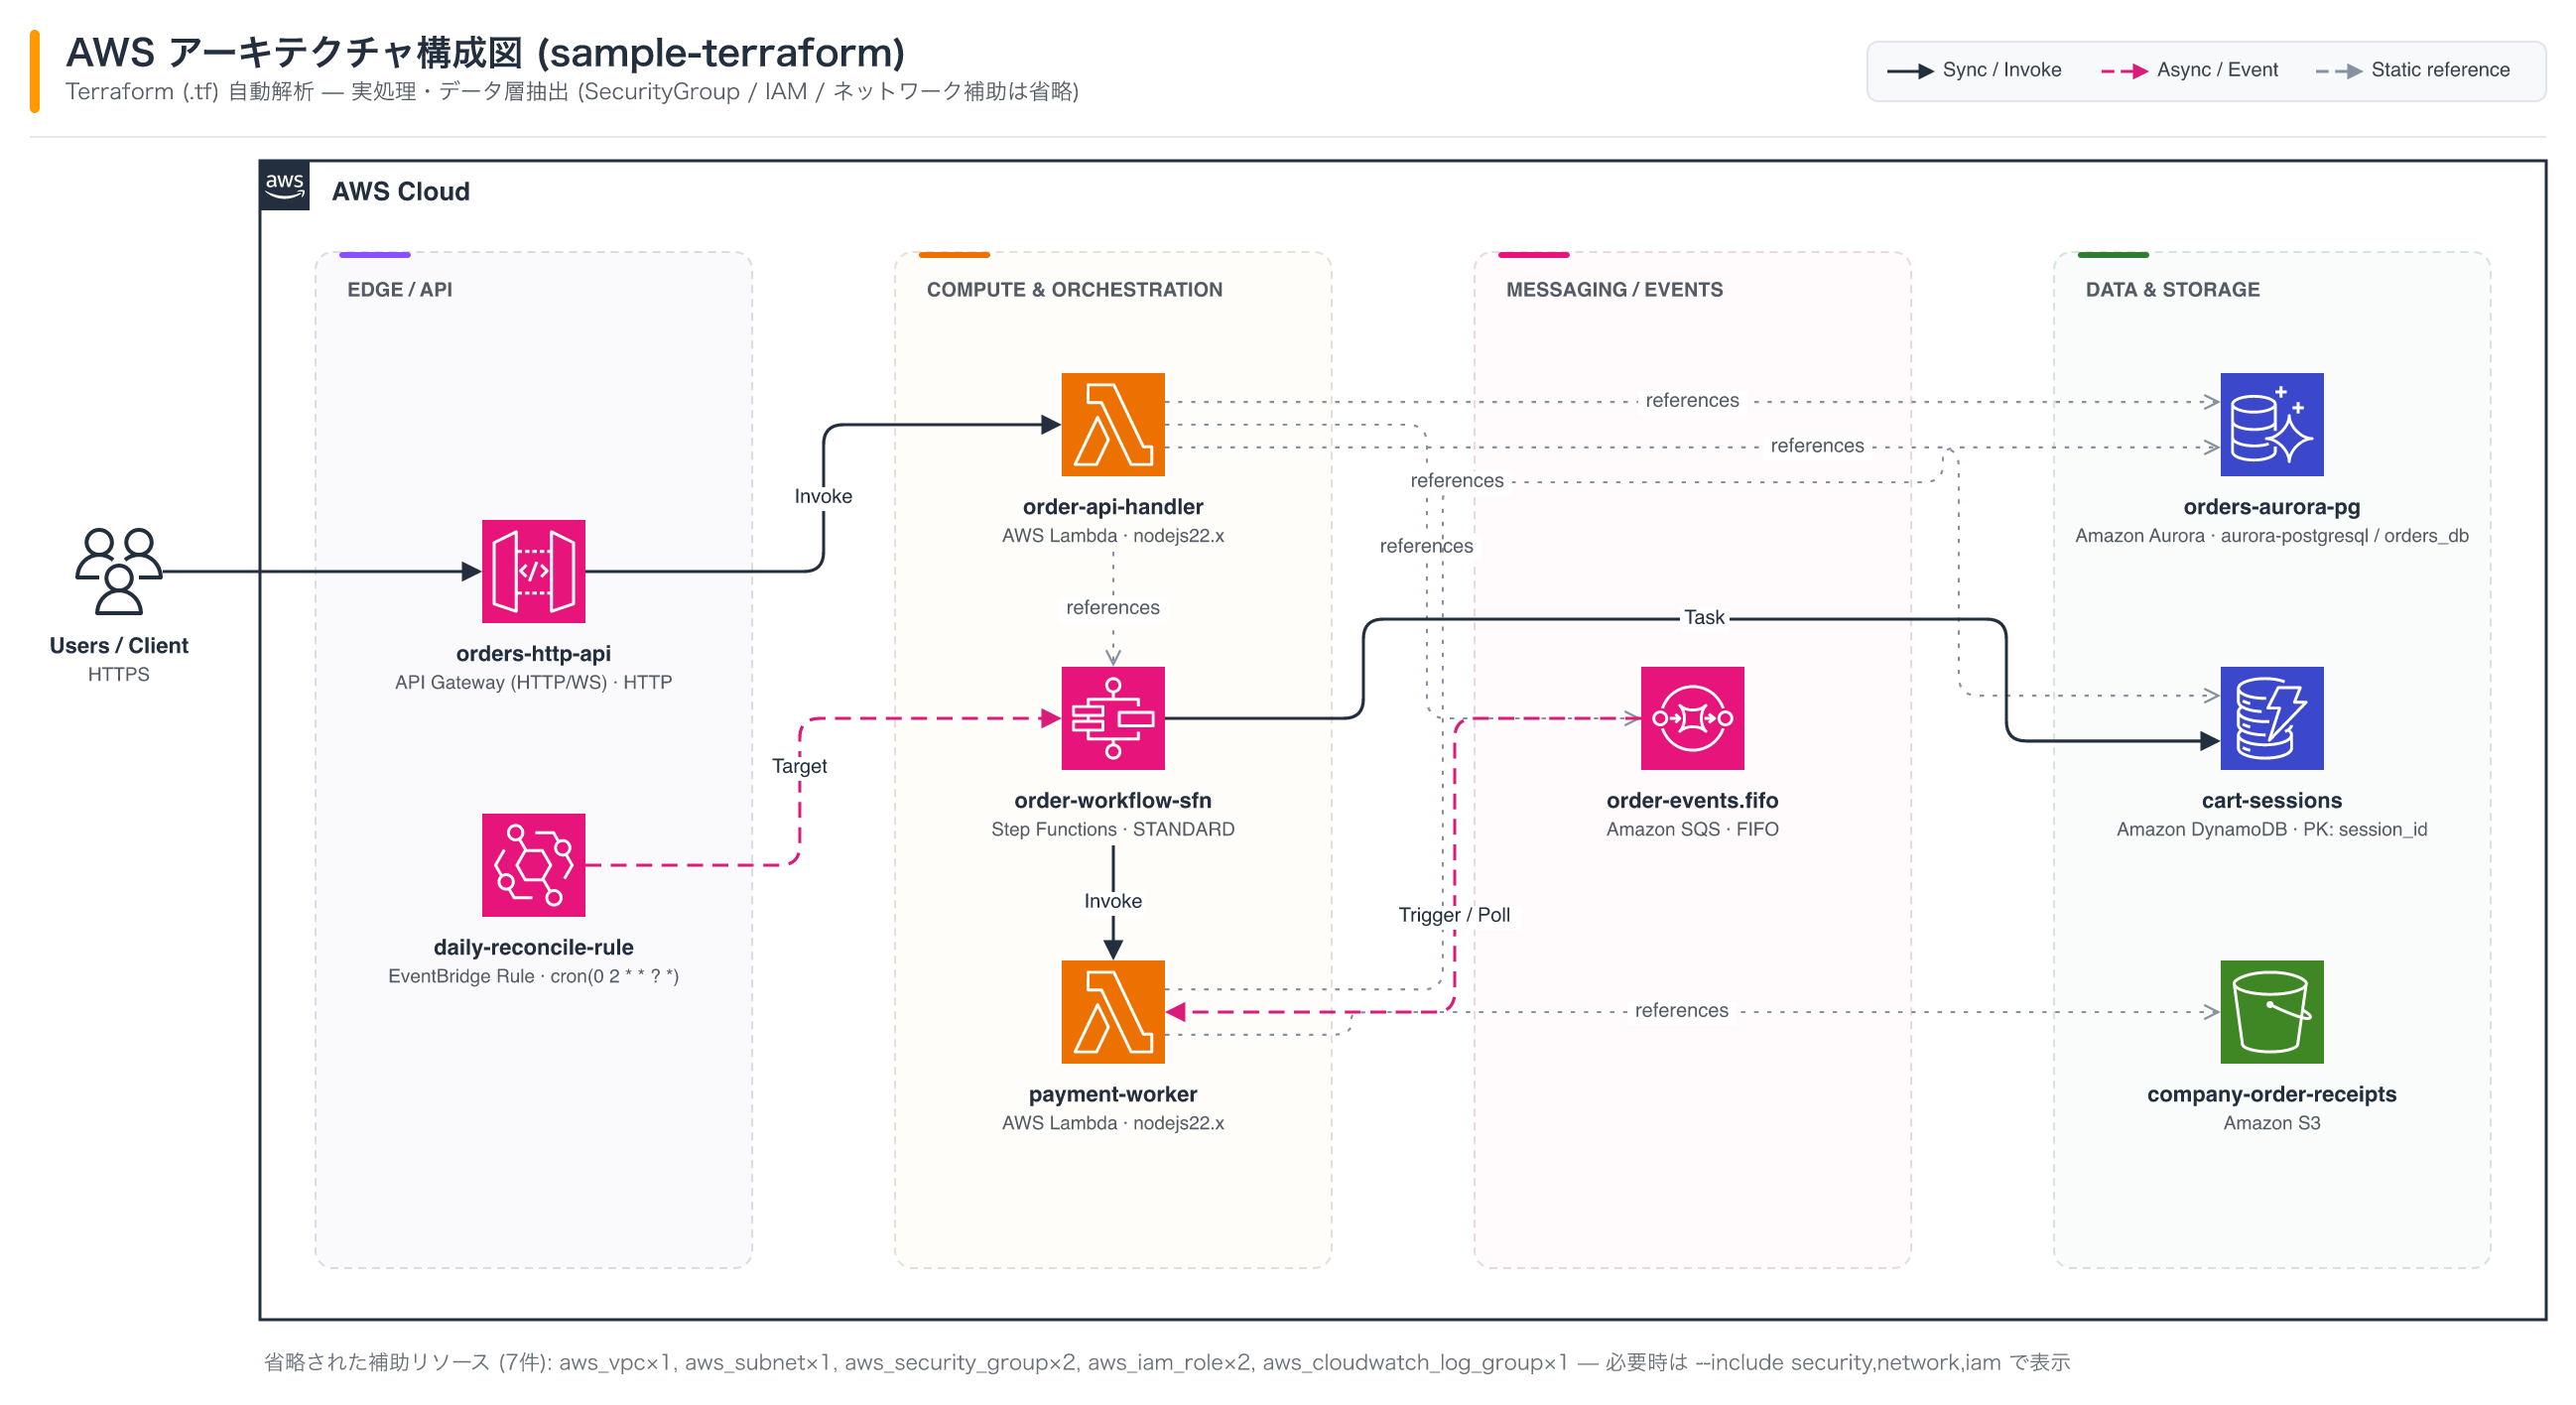 AWS アーキテクチャ構成図 (sample-terraform)
Terraform (.tf) 自動解析 — 実処理・データ層抽出 (SecurityGroup / IAM / ネットワーク補助は省略)
Sync / Invoke
Async / Event
Static reference
aws
AWS Cloud
EDGE / API
COMPUTE & ORCHESTRATION
MESSAGING / EVENTS
DATA & STORAGE
references
references
references
references
Invoke
order-api-handler
AWS Lambda · nodejs22.x
orders-aurora-pg
Amazon Aurora · aurora-postgresql / orders_db
</>
references
Task
Users / Client
HTTPS
orders-http-api
API Gateway (HTTP/WS) · HTTP
Target
order-workflow-sfn
Step Functions · STANDARD
order-events.fifo
Amazon SQS · FIFO
cart-sessions
Amazon DynamoDB · PK: session_id
Invoke
Trigger / Poll
daily-reconcile-rule
EventBridge Rule · cron(0 2 * * ? *)
references
payment-worker
AWS Lambda · nodejs22.x
company-order-receipts
Amazon S3
省略された補助リソース (7件): aws_vpc×1, aws_subnet×1, aws_security_group×2, aws_iam_role×2, aws_cloudwatch_log_group×1 — 必要時は --include security,network,iam で表示